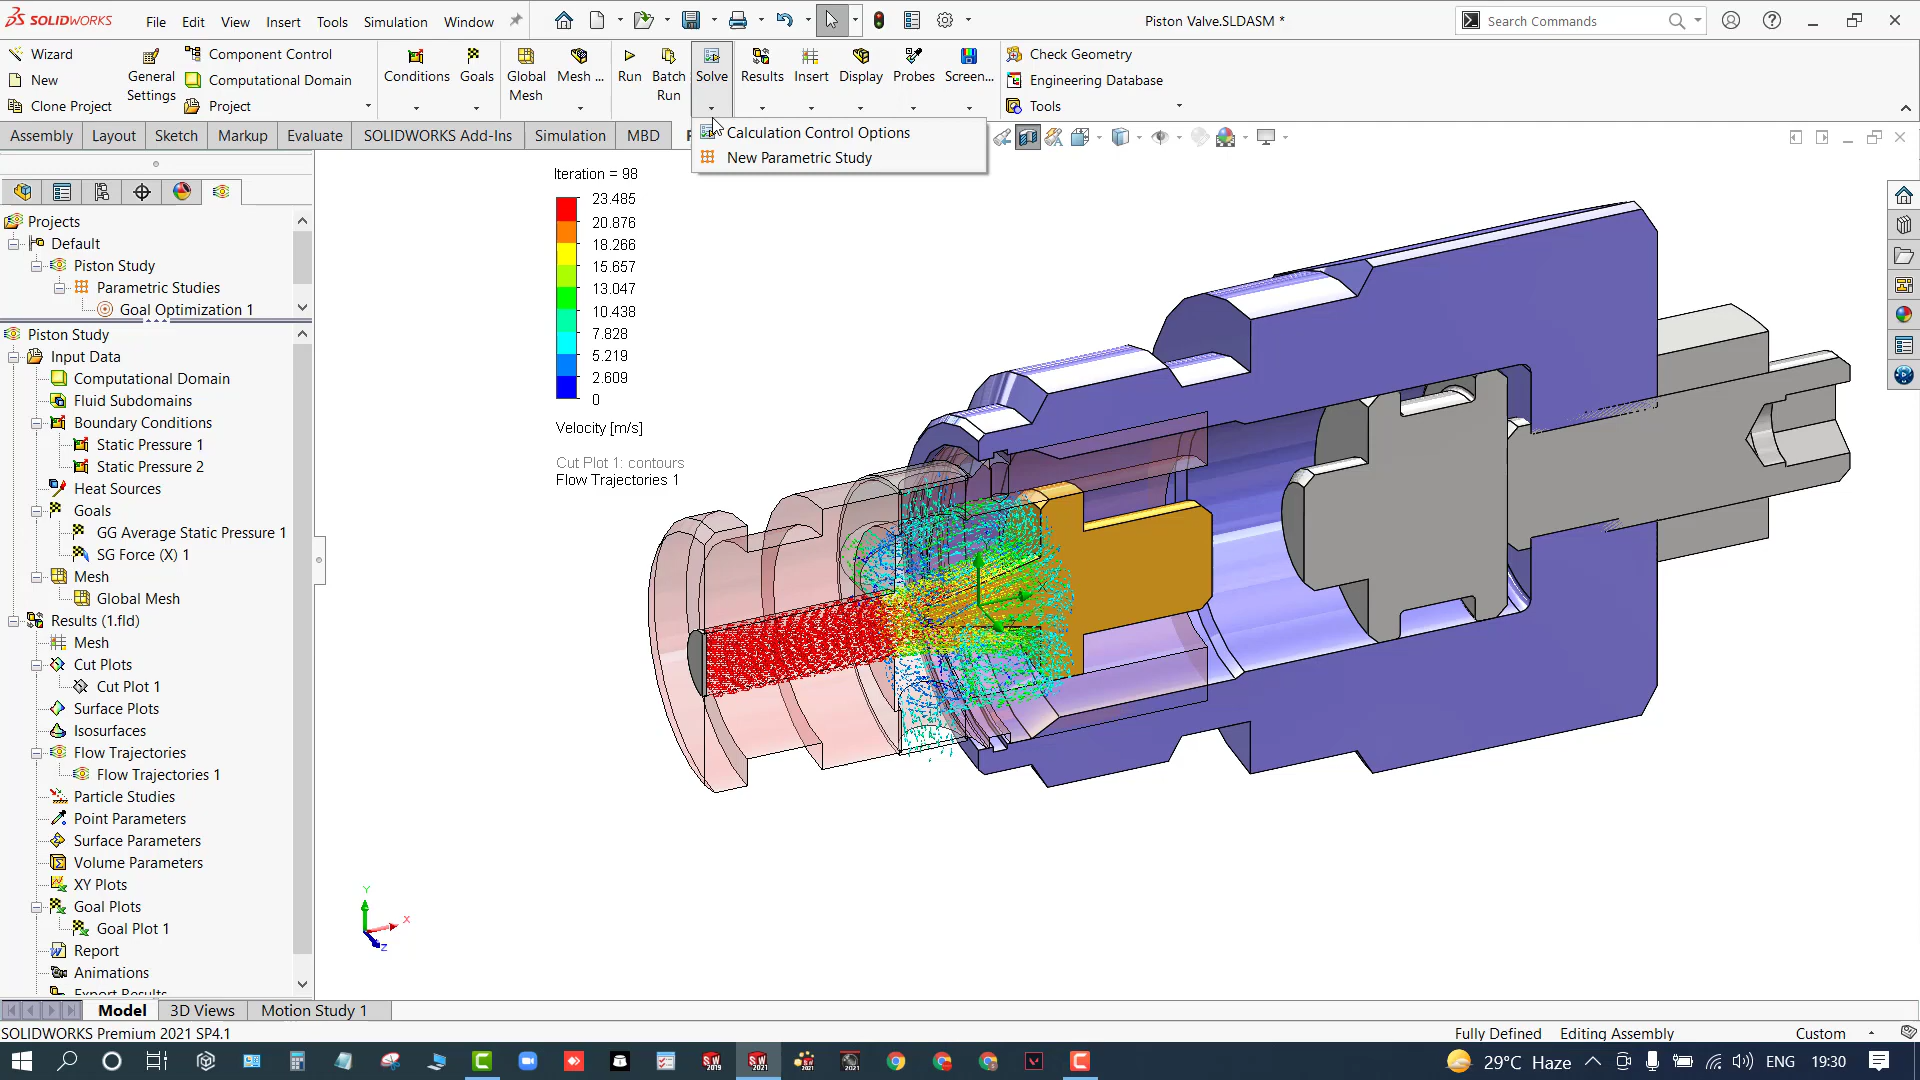 SOLIDWORKS File Edit View Insert Tools Simulation Window
Piston Valve.SLDASM *
Search Commands
Wizard
New
Clone Project
General Settings
Component Control
Computational Domain
Project
Conditions
Goals
Global Mesh
Mesh ...
Run
Batch Run
Solve
Results
Insert
Display
Probes
Screen...
Check Geometry
Engineering Database
Tools
Assembly Layout Sketch Markup Evaluate SOLIDWORKS Add-Ins Simulation MBD
Calculation Control Options
New Parametric Study
Projects
Default
Piston Study
Parametric Studies
Goal Optimization 1
Piston Study
Input Data
Computational Domain
Fluid Subdomains
Boundary Conditions
Static Pressure 1
Static Pressure 2
Heat Sources
Goals
GG Average Static Pressure 1
SG Force (X) 1
Mesh
Global Mesh
Results (1.fld)
Mesh
Cut Plots
Cut Plot 1
Surface Plots
Isosurfaces
Flow Trajectories
Flow Trajectories 1
Particle Studies
Point Parameters
Surface Parameters
Volume Parameters
XY Plots
Goal Plots
Goal Plot 1
Report
Animations
Export Results
Iteration = 98
23.485
20.876
18.266
15.657
13.047
10.438
7.828
5.219
2.609
0
Velocity [m/s]
Cut Plot 1: contours
Flow Trajectories 1
Y
X
Z
Model 3D Views Motion Study 1
SOLIDWORKS Premium 2021 SP4.1
Fully Defined Editing Assembly Custom
29°C Haze ENG 19:30